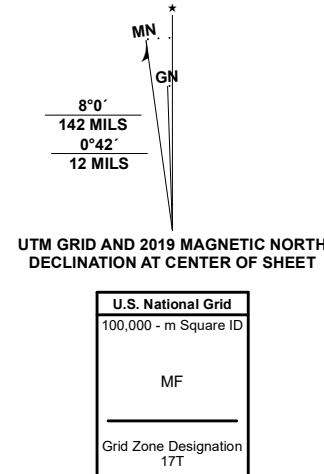 MN
GN
8°0´
142 MILS
0°42´
12 MILS
UTM GRID AND 2019 MAGNETIC NORTH
DECLINATION AT CENTER OF SHEET
U.S. National Grid
100,000 - m Square ID
MF
Grid Zone Designation
17T